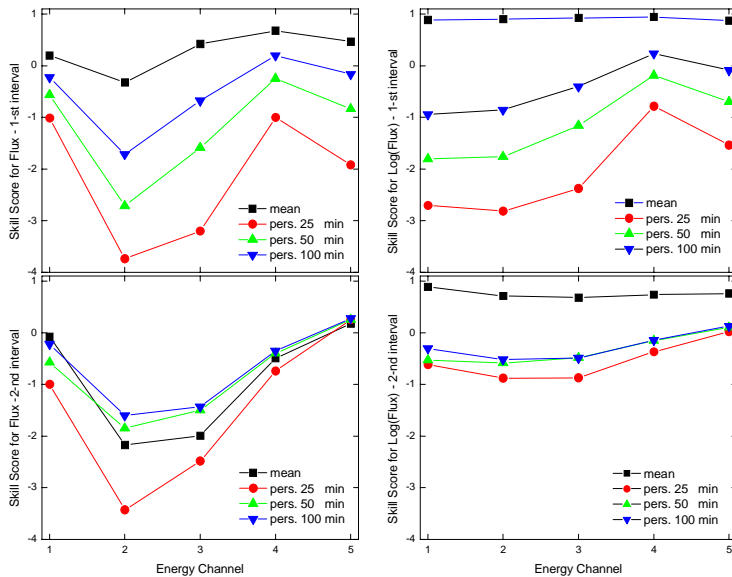 1
0
-1
-2
-3
-4
Skill Score for Flux - 1-st interval
mean
pers. 25 min
pers. 50 min
pers. 100 min
1
0
-1
-2
-3
-4
Skill Score for Log(Flux) - 1-st interval
mean
pers. 25 min
pers. 50 min
pers. 100 min
0
-1
-2
-3
-4
Skill Score for Flux -2-nd interval
mean
pers. 25 min
pers. 50 min
pers. 100 min
1 2 3 4 5
Energy Channel
0
-1
-2
-3
-4
Skill Score for Log(Flux) - 2-nd interval
mean
pers. 25 min
pers. 50 min
pers. 100 min
1 2 3 4 5
Energy Channel